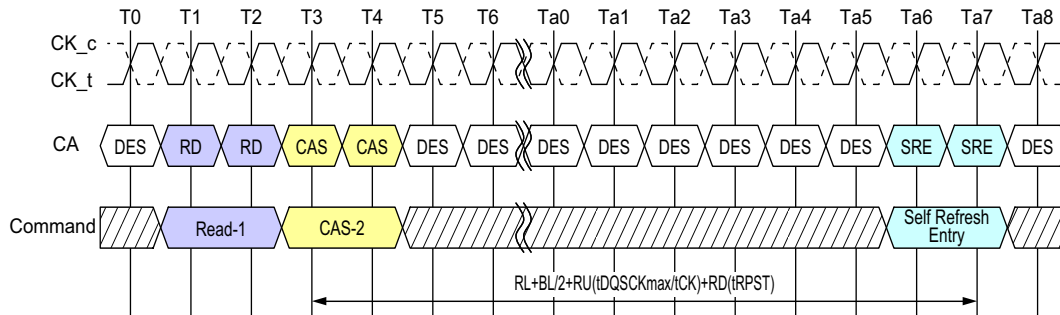 T0 T1 T2 T3 T4 T5 T6 Ta0 Ta1 Ta2 Ta3 Ta4 Ta5 Ta6 Ta7 Ta8
CK_c
CK_t
CA DES RD RD CAS CAS DES DES DES DES DES DES DES DES SRE SRE DES
Command Read-1 CAS-2 Self Refresh
Entry
RL+BL/2+RU(tDQSCKmax/tCK)+RD(tRPST)